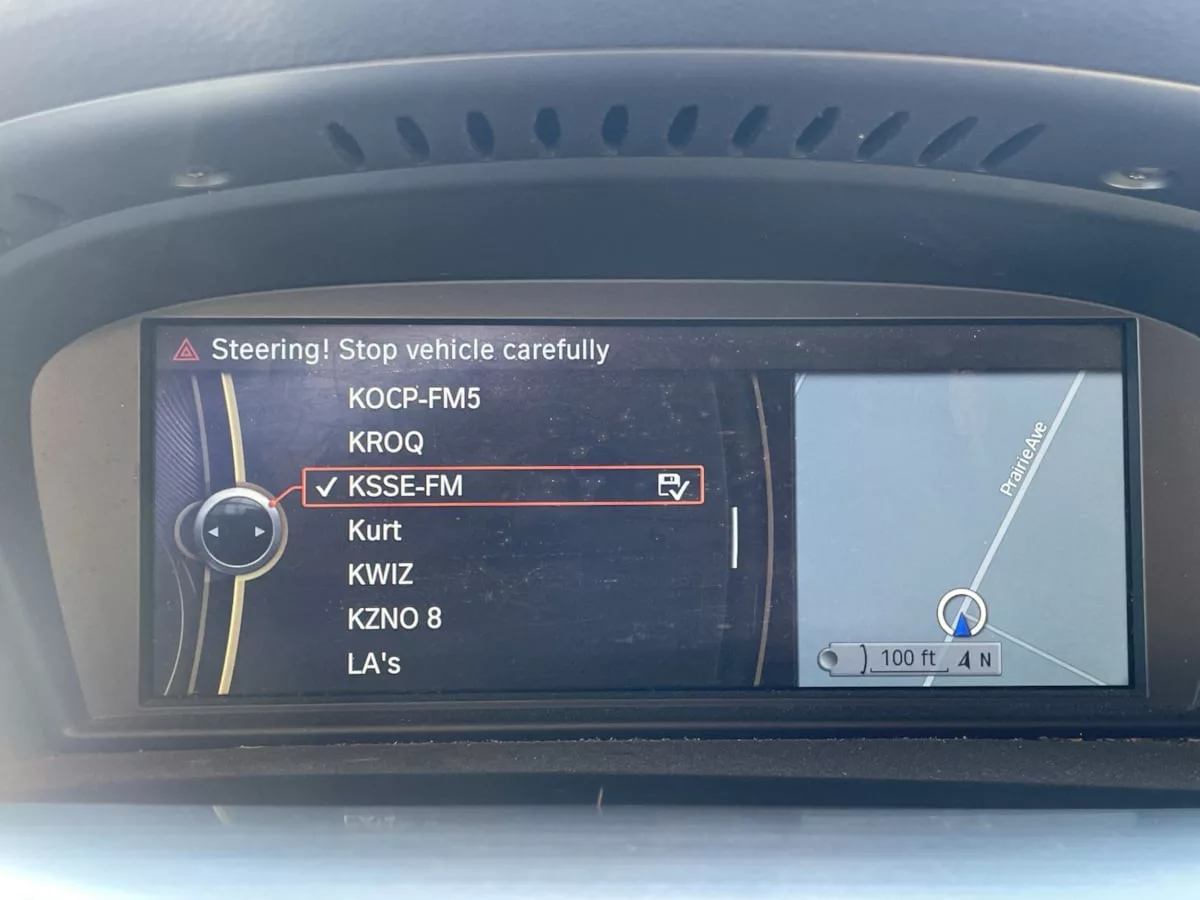 Steering! Stop vehicle carefully
KOCP-FM5
KROQ
KSSE-FM
Kurt
KWIZ
KZNO 8
LA's
Prairie Ave
100 ft N